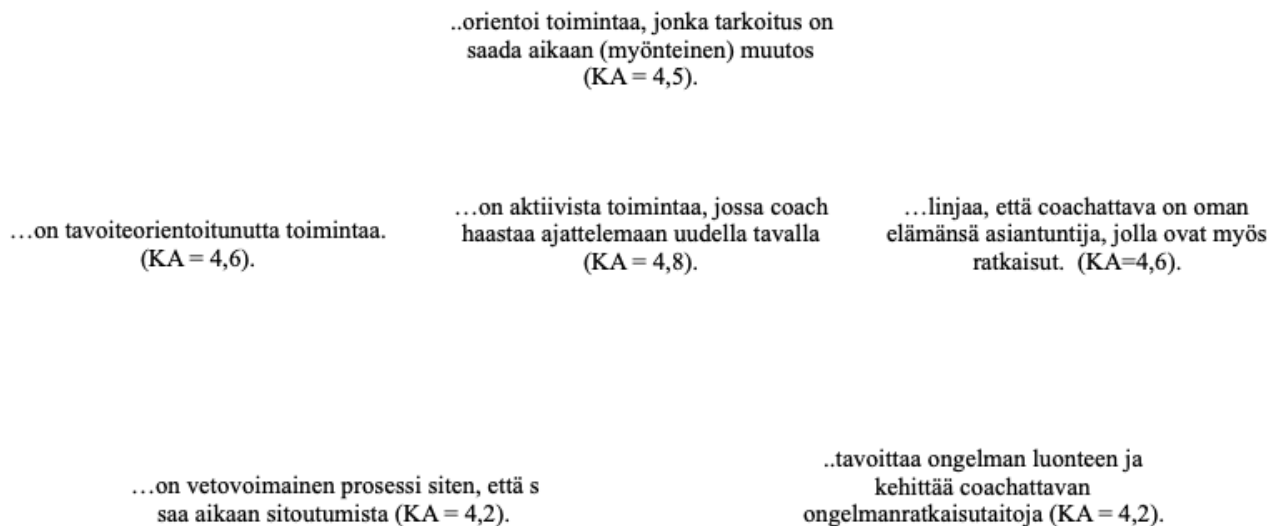 ..orientoi toimintaa, jonka tarkoitus on
saada aikaan (myönteinen) muutos
(KA = 4,5).
…on tavoiteorientoitunutta toimintaa.
(KA = 4,6).
…on aktiivista toimintaa, jossa coach
haastaa ajattelemaan uudella tavalla
(KA = 4,8).
…linjaa, että coachattava on oman
elämänsä asiantuntija, jolla ovat myös
ratkaisut.  (KA=4,6).
…on vetovoimainen prosessi siten, että s
saa aikaan sitoutumista (KA = 4,2).
..tavoittaa ongelman luonteen ja
kehittää coachattavan
ongelmanratkaisutaitoja (KA = 4,2).